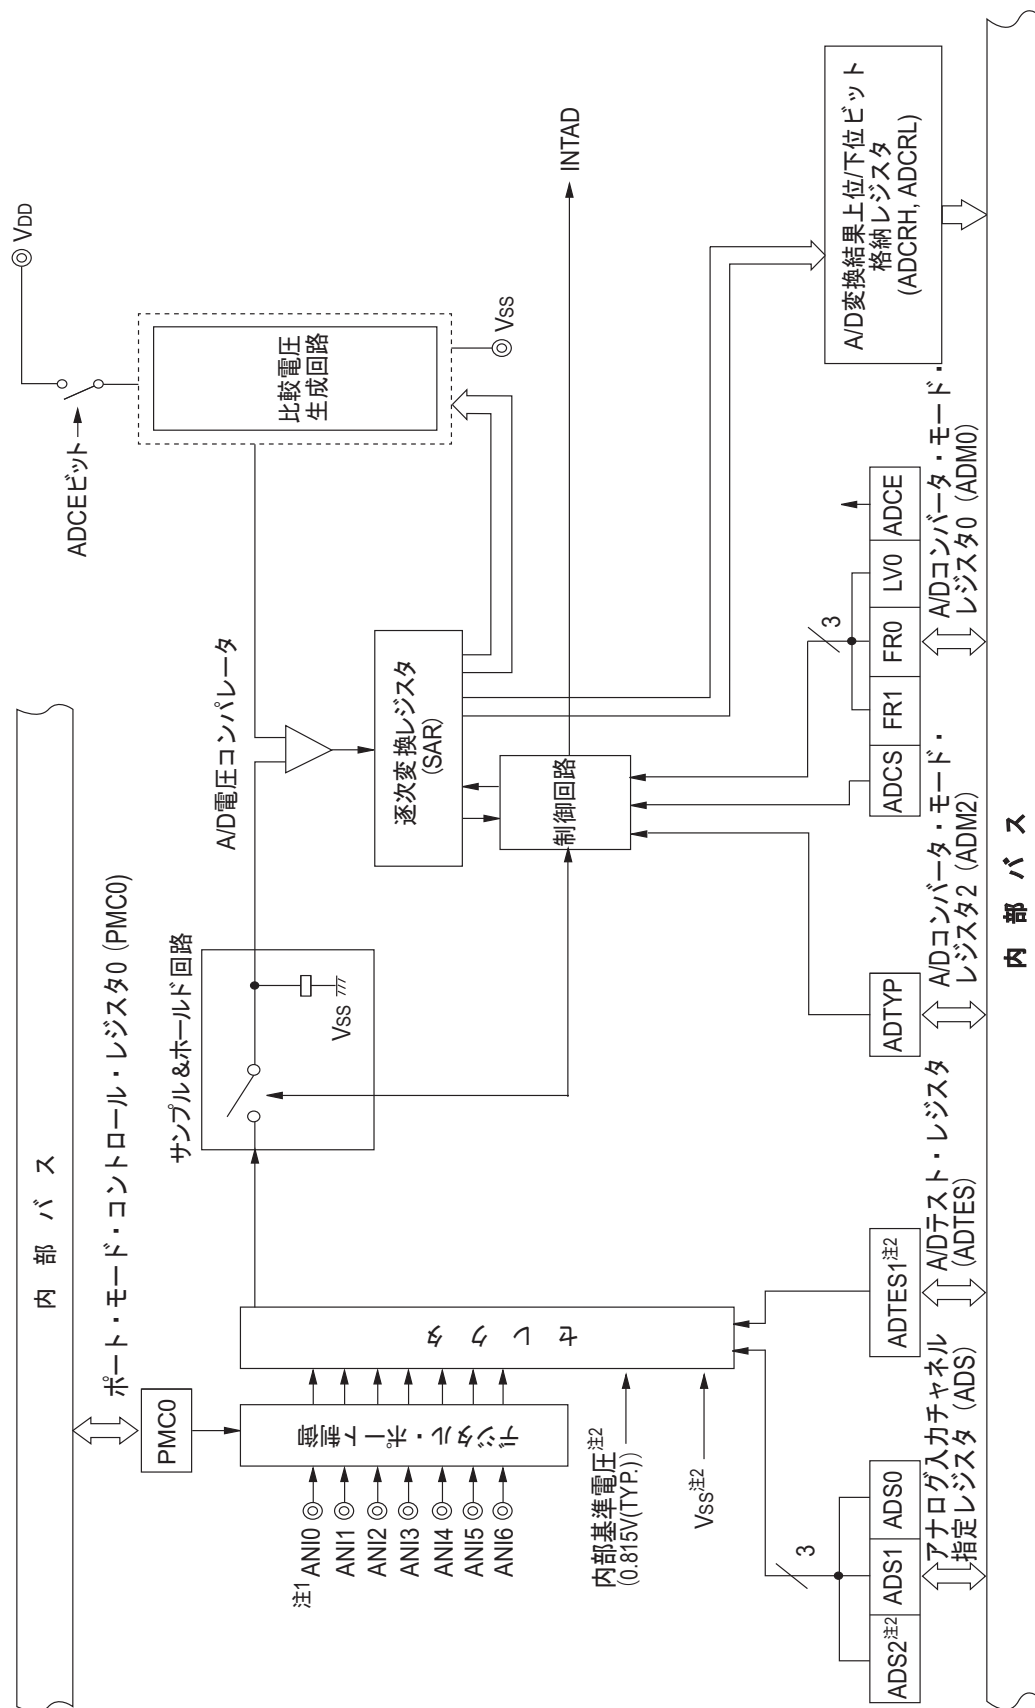 内部バス
ポート・モード・コントロール・レジスタ0 (PMC0)
PMC0
注1 ANI0
ANI1
ANI2
ANI3
ANI4
ANI5
ANI6
デジタル・ポート制御
セレクタ
内部基準電圧注2
(0.815V(TYP.))
VSS注2
サンプル&ホールド回路
VSS
A/D電圧コンパレータ
ADCEビット
VDD
比較電圧
生成回路
VSS
逐次変換レジスタ
(SAR)
制御回路
INTAD
3
3
ADS2注2
ADS1
ADS0
アナログ入力チャネル
指定レジスタ (ADS)
ADTES1注2
A/Dテスト・レジスタ
(ADTES)
ADTYP
A/Dコンバータ・モード・
レジスタ2 (ADM2)
ADCS
FR1
FR0
LV0
ADCE
A/Dコンバータ・モード・
レジスタ0 (ADM0)
A/D変換結果上位/下位ビット
格納レジスタ
(ADCRH, ADCRL)
内部バス